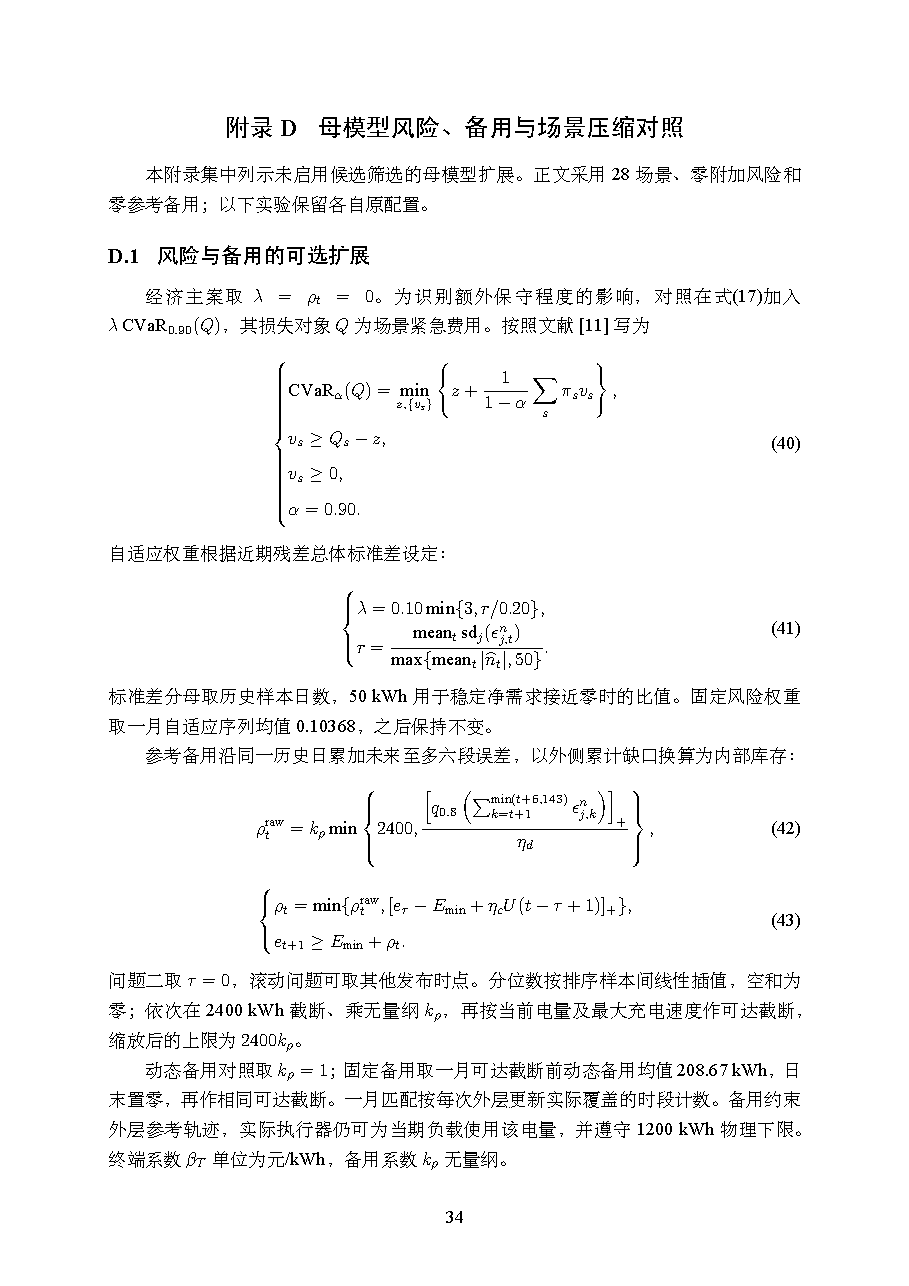 附录 D 母模型风险、备用与场景压缩对照
本附录集中列示未启用候选筛选的母模型扩展。正文采用 28 场景、零附加风险和
零参考备用；以下实验保留各自原配置。
D.1 风险与备用的可选扩展
经济主案取 λ = ρ_t = 0。为识别额外保守程度的影响，对照在式(17)加入
λ CVaR_{0.90}(Q)，其损失对象 Q 为场景紧急费用。按照文献 [11] 写为
CVaR_α(Q) = min_{z,{v_s}} { z + \frac{1}{1 − α} ∑_s π_s v_s },
v_s ≥ Q_s − z,
(40)
v_s ≥ 0,
α = 0.90.
自适应权重根据近期残差总体标准差设定：
λ = 0.10 min{3, r/0.20},
(41)
r = \frac{mean_t sd_j(ϵ^n_{j,t})}{max{mean_t |\hat{n}_t|, 50}}.
标准差分母取历史样本日数，50 kWh 用于稳定净需求接近零时的比值。固定风险权重
取一月自适应序列均值 0.10368，之后保持不变。
参考备用沿同一历史日累加未来至多六段误差，以外侧累计缺口换算为内部库存：
ρ^{raw}_t = k_ρ min { 2400, \frac{[q_{0.8} (∑^{min(t+6,143)}_{k=t+1} ϵ^n_{j,k})]_+}{η_d} }, (42)
ρ_t = min{ρ^{raw}_t, [e_τ − E_{min} + η_c U(t − τ + 1)]_+},
(43)
e_{t+1} ≥ E_{min} + ρ_t.
问题二取 τ = 0，滚动问题可取其他发布时点。分位数按排序样本间线性插值，空和为
零；依次在 2400 kWh 截断、乘无量纲 k_ρ，再按当前电量及最大充电速度作可达截断，
缩放后的上限为 2400k_ρ。
动态备用对照取 k_ρ = 1；固定备用取一月可达截断前动态备用均值 208.67 kWh，日
末置零，再作相同可达截断。一月匹配按每次外层更新实际覆盖的时段计数。备用约束
外层参考轨迹，实际执行器仍可为当期负载使用该电量，并遵守 1200 kWh 物理下限。
终端系数 β_T 单位为元/kWh，备用系数 k_ρ 无量纲。
34